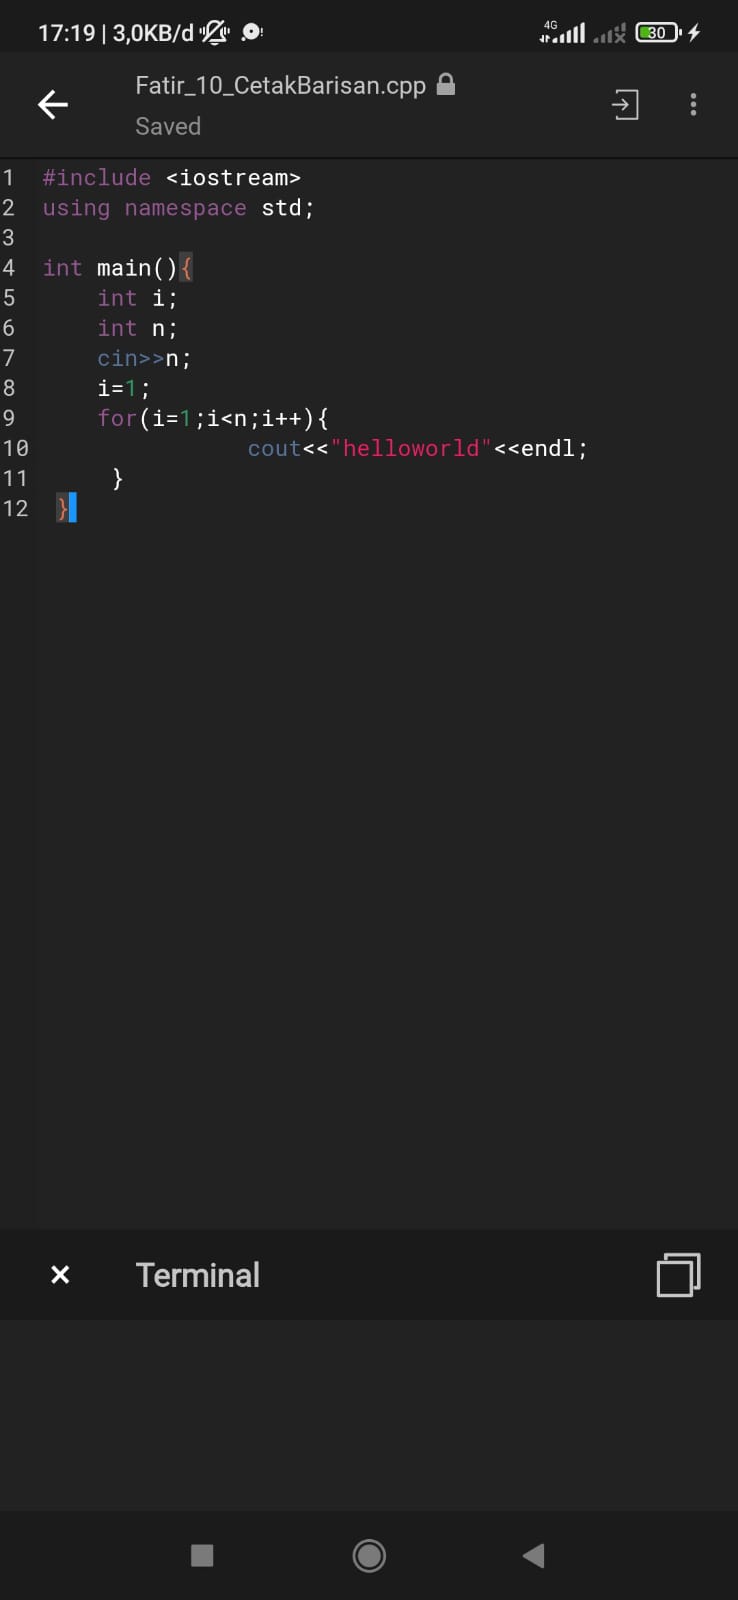 17:19 | 3,0KB/d 4G 30
Fatir_10_CetakBarisan.cpp
Saved
1 #include <iostream>
2 using namespace std;
3
4 int main(){
5     int i;
6     int n;
7     cin>>n;
8     i=1;
9     for(i=1;i<n;i++){
10                cout<<"helloworld"<<endl;
11      }
12  }
Terminal